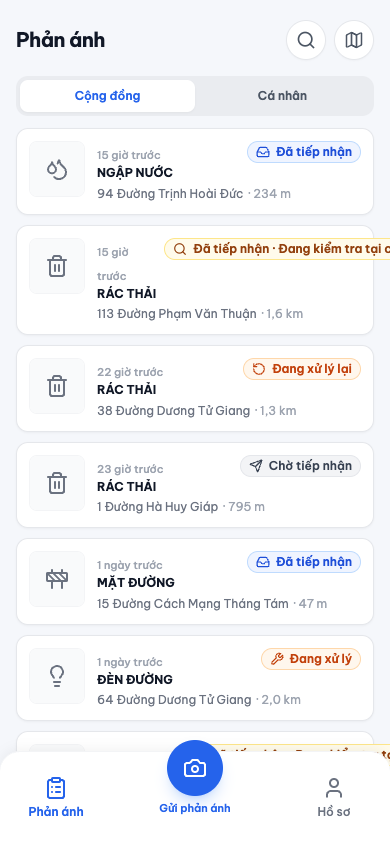 Phản ánh
Cộng đồng
Cá nhân
15 giờ trước
Đã tiếp nhận
NGẬP NƯỚC
94 Đường Trịnh Hoài Đức · 234 m
15 giờ
trước
Đã tiếp nhận · Đang kiểm tra tại
RÁC THẢI
113 Đường Phạm Văn Thuận · 1,6 km
22 giờ trước
Đang xử lý lại
RÁC THẢI
38 Đường Dương Tử Giang · 1,3 km
23 giờ trước
Chờ tiếp nhận
RÁC THẢI
1 Đường Hà Huy Giáp · 795 m
1 ngày trước
Đã tiếp nhận
MẶT ĐƯỜNG
15 Đường Cách Mạng Tháng Tám · 47 m
1 ngày trước
Đang xử lý
ĐÈN ĐƯỜNG
64 Đường Dương Tử Giang · 2,0 km
Phản ánh
Gửi phản ánh
Hồ sơ